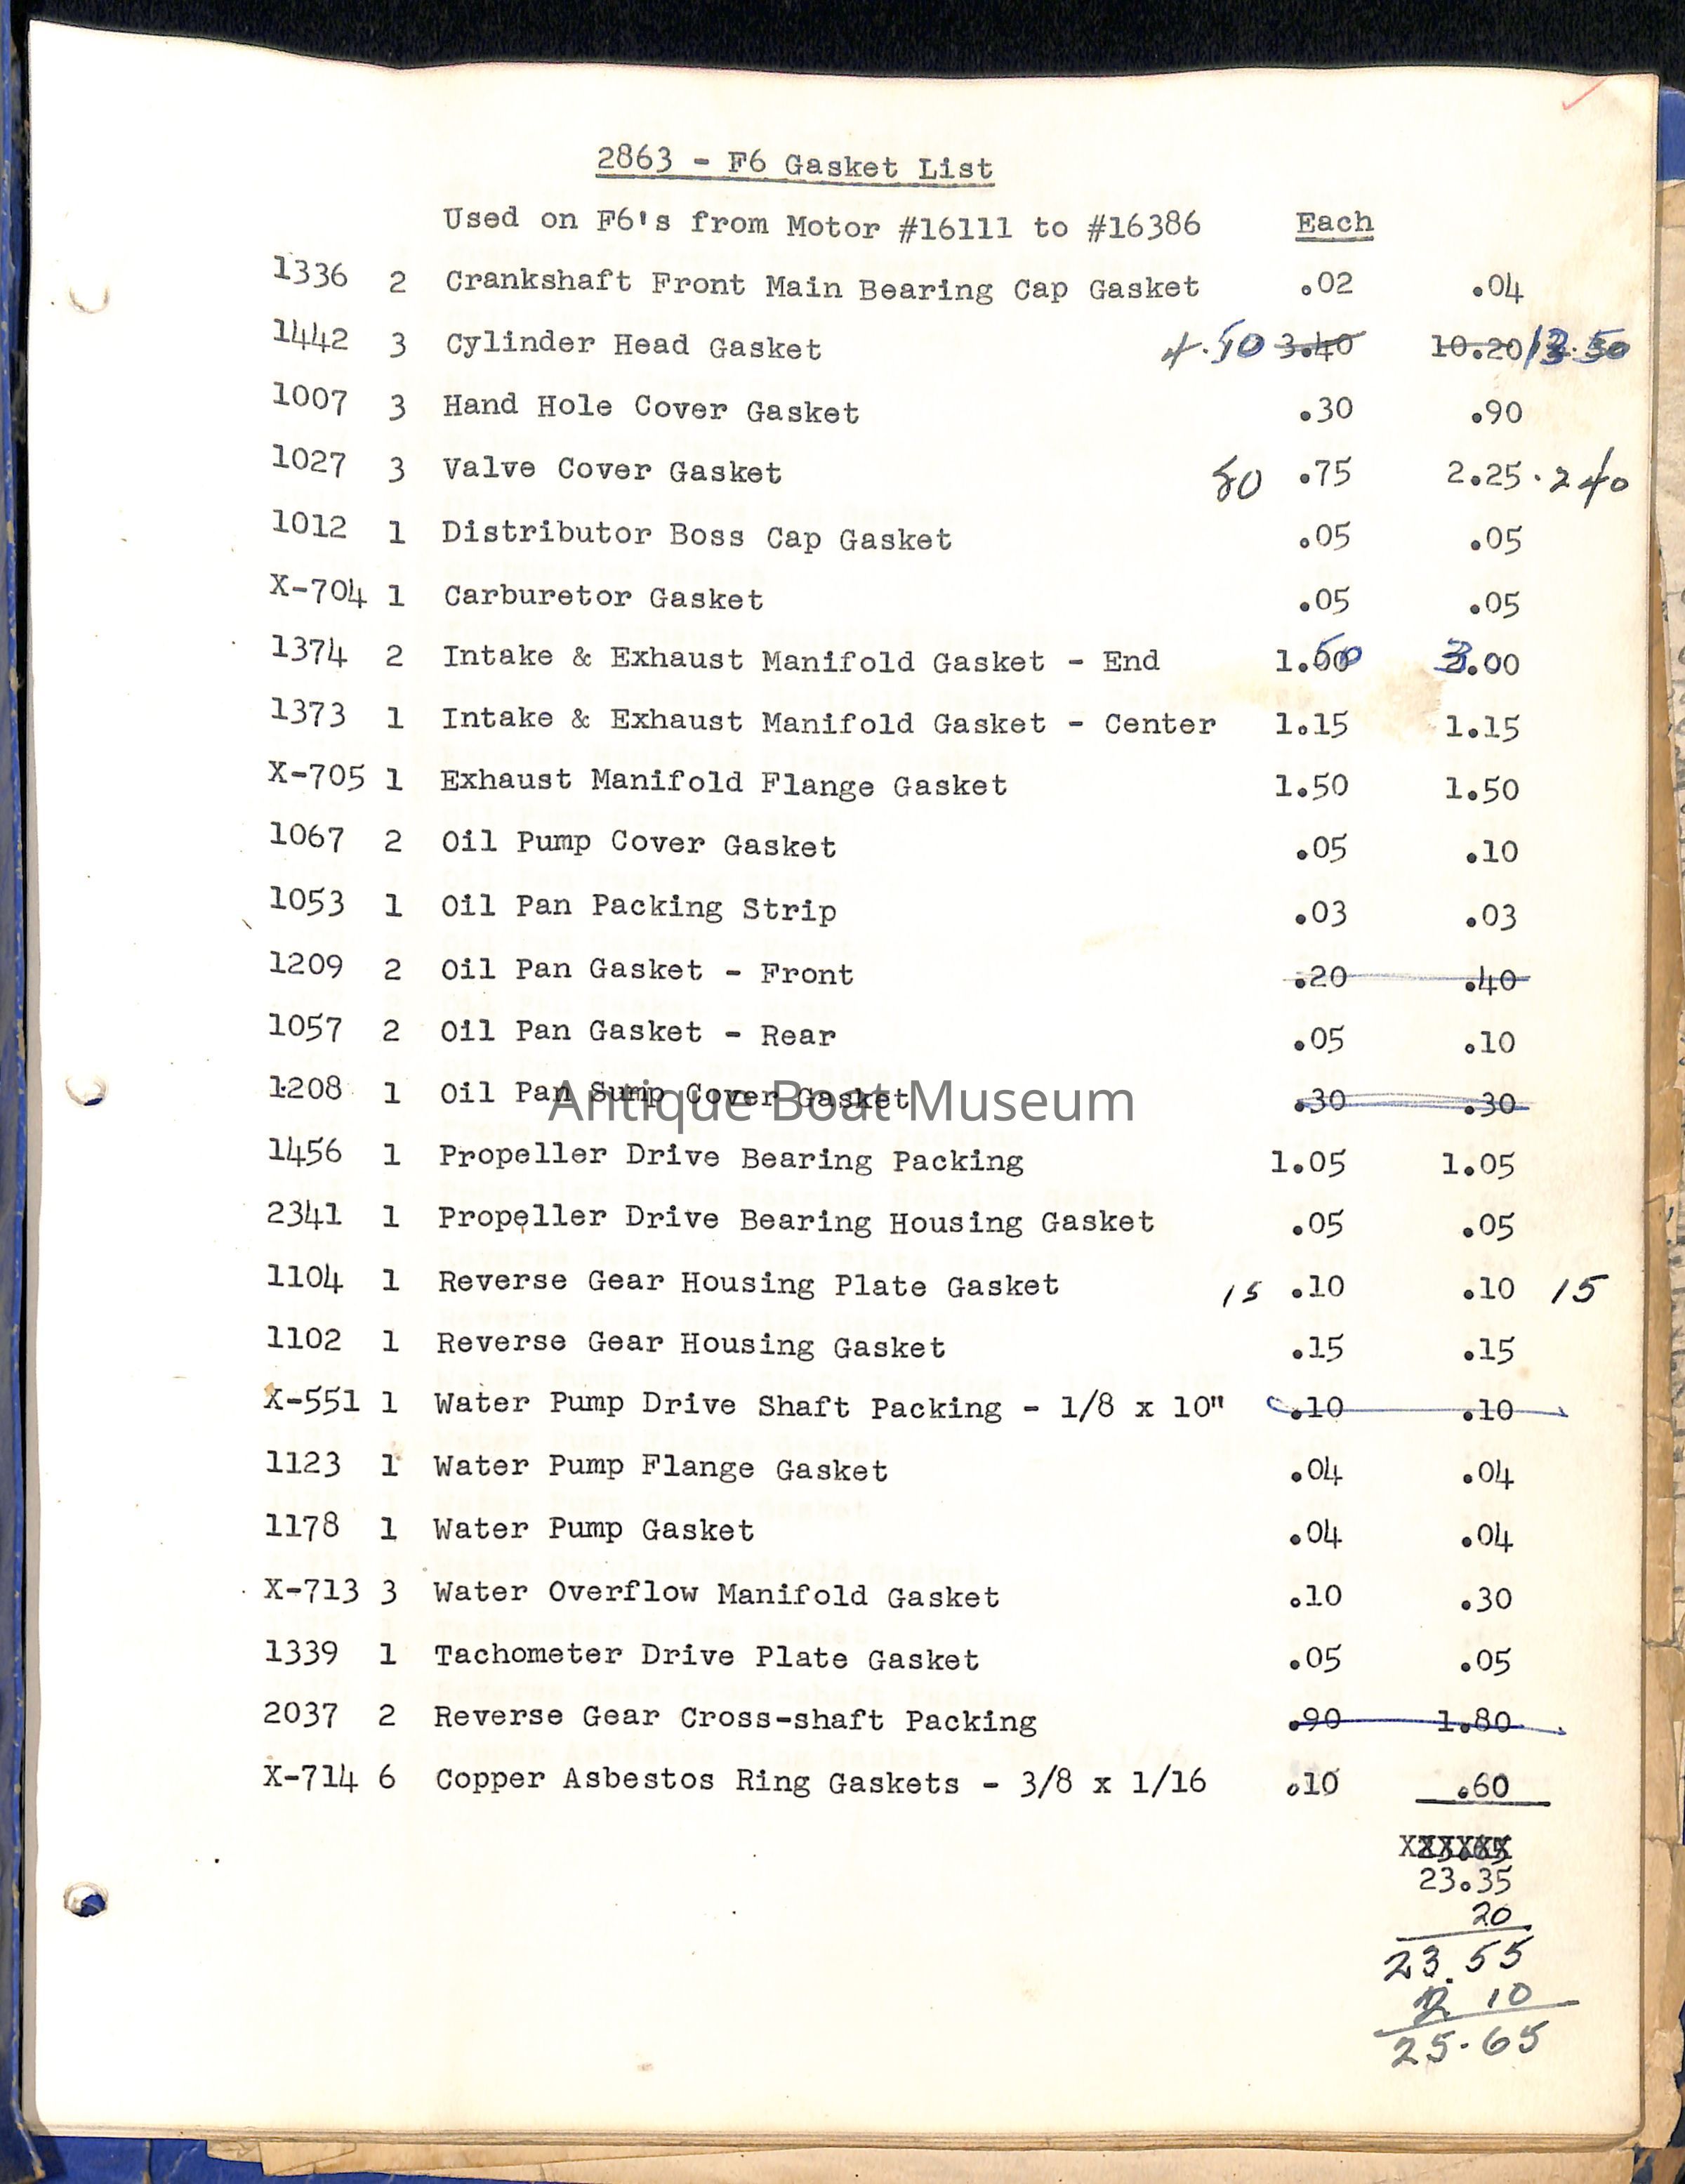 2863 - F6 Gasket List
Used on F6's from Motor #16111 to #16386 Each
1336 2 Crankshaft Front Main Bearing Cap Gasket .02 .04
1442 3 Cylinder Head Gasket 4.50 3.40 10.20 13.50
1007 3 Hand Hole Cover Gasket .30 .90
1027 3 Valve Cover Gasket 80 .75 2.25 . 240
1012 1 Distributor Boss Cap Gasket .05 .05
X-704 1 Carburetor Gasket .05 .05
1374 2 Intake & Exhaust Manifold Gasket - End 1.50 3.00
1373 1 Intake & Exhaust Manifold Gasket - Center 1.15 1.15
X-705 1 Exhaust Manifold Flange Gasket 1.50 1.50
1067 2 Oil Pump Cover Gasket .05 .10
1053 1 Oil Pan Packing Strip .03 .03
1209 2 Oil Pan Gasket - Front .20 .40
1057 2 Oil Pan Gasket - Rear .05 .10
1208 1 Oil Pan Sump Cover Gasket .30 .30
Antique Boat Museum
1456 1 Propeller Drive Bearing Packing 1.05 1.05
2341 1 Propeller Drive Bearing Housing Gasket .05 .05
1104 1 Reverse Gear Housing Plate Gasket 15 .10 .10 15
1102 1 Reverse Gear Housing Gasket .15 .15
X-551 1 Water Pump Drive Shaft Packing - 1/8 x 10" .10 .10
1123 1 Water Pump Flange Gasket .04 .04
1178 1 Water Pump Gasket .04 .04
X-713 3 Water Overflow Manifold Gasket .10 .30
1339 1 Tachometer Drive Plate Gasket .05 .05
2037 2 Reverse Gear Cross-shaft Packing .90 1.80
X-714 6 Copper Asbestos Ring Gaskets - 3/8 x 1/16 .10 .60
23.35
20
23.55
2 10
25.65